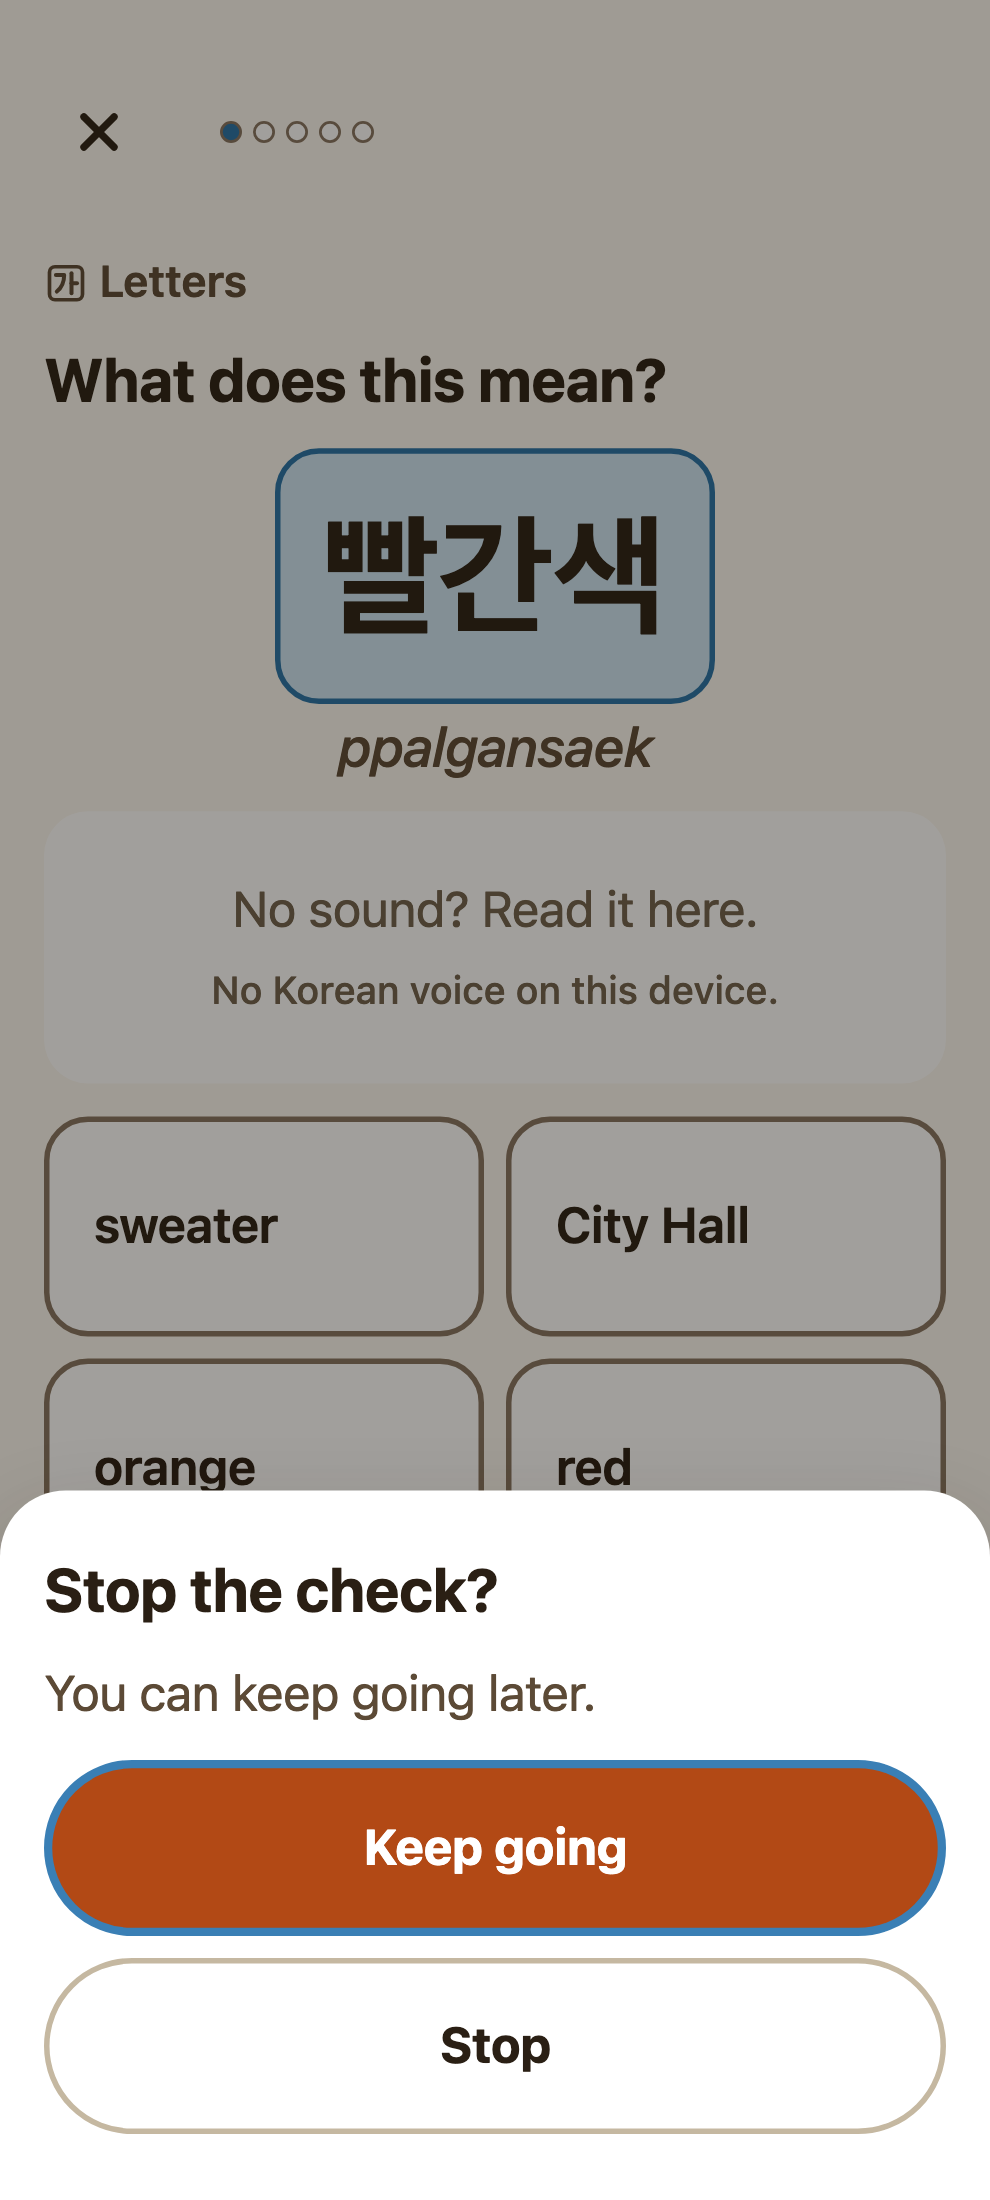 가 Letters
What does this mean?
빨간색
ppalgansaek
No sound? Read it here.
No Korean voice on this device.
sweater
City Hall
orange
red
Stop the check?
You can keep going later.
Keep going
Stop